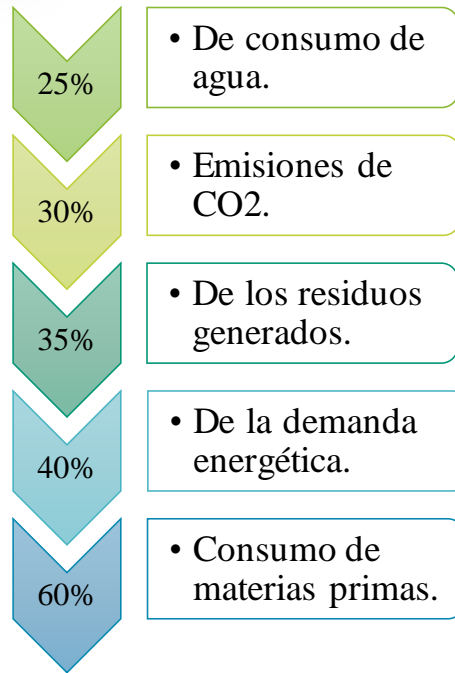 25%
• De consumo de
agua.
30%
• Emisiones de
CO2.
35%
• De los residuos
generados.
40%
• De la demanda
energética.
60%
• Consumo de
materias primas.